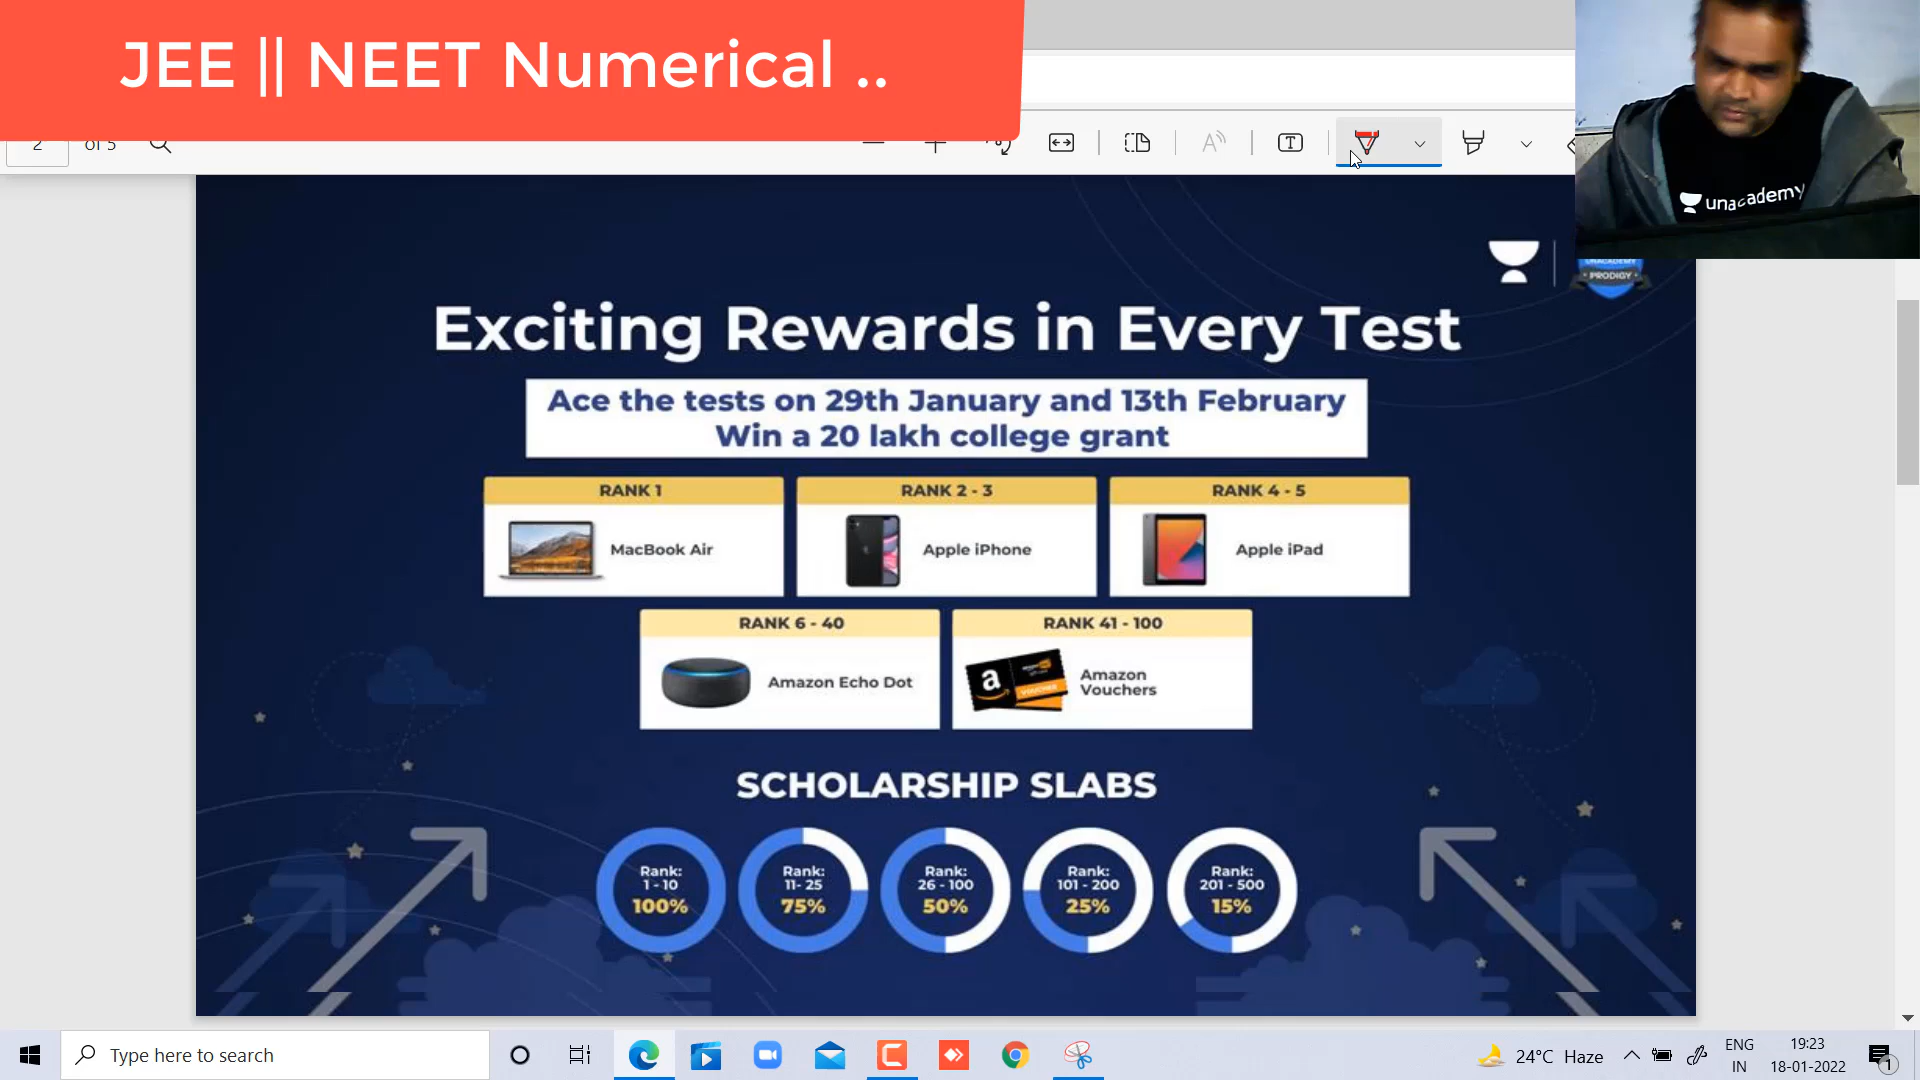 JEE || NEET Numerical ..
2 of 5
unacademy
UNACADEMY
PRODIGY
Exciting Rewards in Every Test
Ace the tests on 29th January and 13th February
Win a 20 lakh college grant
RANK 1
MacBook Air
RANK 2 - 3
Apple iPhone
RANK 4 - 5
Apple iPad
RANK 6 - 40
Amazon Echo Dot
RANK 41 - 100
Amazon
Vouchers
a
VOUCHER
SCHOLARSHIP SLABS
Rank:
1 - 10
100%
Rank:
11- 25
75%
Rank:
26 - 100
50%
Rank:
101 - 200
25%
Rank:
201 - 500
15%
Type here to search
24°C Haze
ENG
IN
19:23
18-01-2022
1